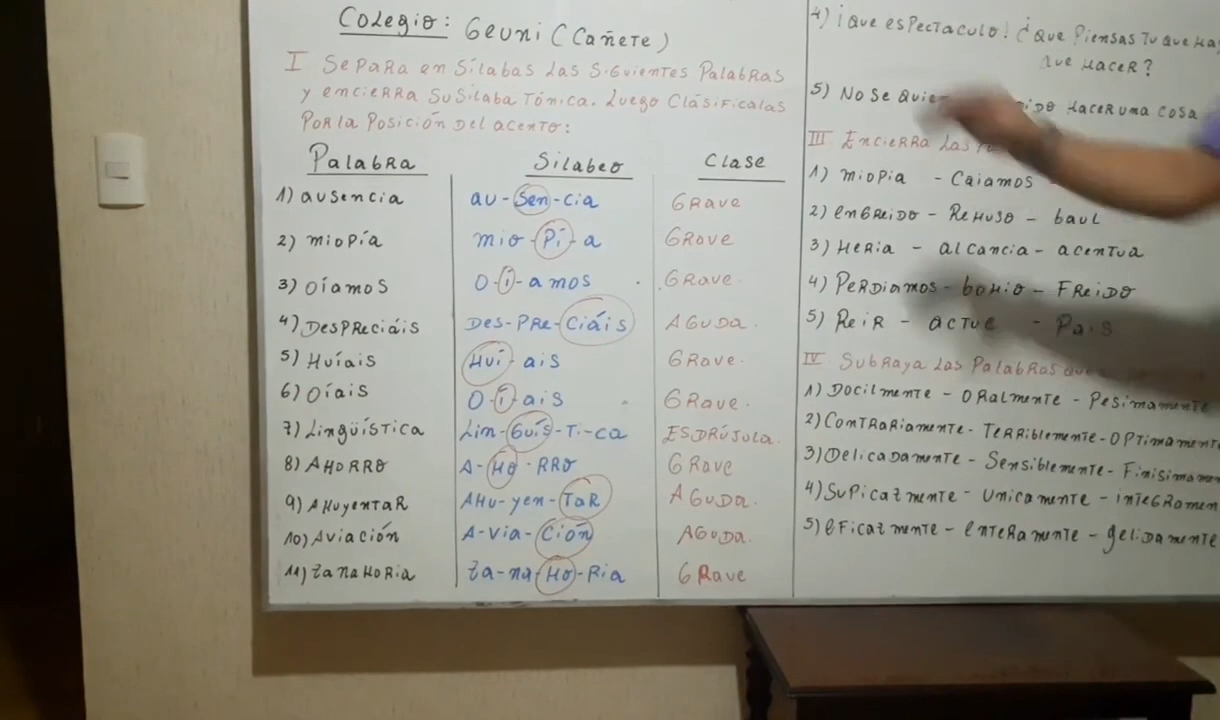 Colegio: Geuni (Cañete)
I Separa en Sílabas las Siguientes Palabras
y encierra su Sílaba Tónica. Luego Clásificalas
Por la Posición Del acento:
Palabra Silabeo Clase
1) ausencia au-sen-cia Grave
2) miopía mio-pí-a Grave
3) Oíamos O-í-amos Grave
4) Despreciáis Des-pre-ciáis Aguda.
5) Huíais Huí-ais Grave.
6) Oíais O-í-ais Grave.
7) Lingüística Lin-güís-ti-ca Esdrújula.
8) Ahorro A-ho-rro Grave
9) Ahuyentar Ahu-yen-tar Aguda.
10) Aviación A-via-ción Aguda.
11) Zanahoria Za-na-ho-ria Grave
4) ¡Que espectaculo! ¿Que Piensas Tu que
que Hacer?
5) No se hacer una cosa
III Encierra las
1) miopia - Caiamos -
2) engreido - Rehuso - baul
3) Heria - alcancia - acentua
4) Perdiamos - bohio - Freido
5) Reir - actue - Pais
IV Subraya las Palabras
1) Docilmente - Oralmente - Pesimamente
2) Contrariamente - Terriblemente - Optimament
3) Delicadamente - Sensiblemente - Finisimamen
4) Supicazmente - Unicamente - integramen
5) Eficazmente - Enteramente - gelidamente